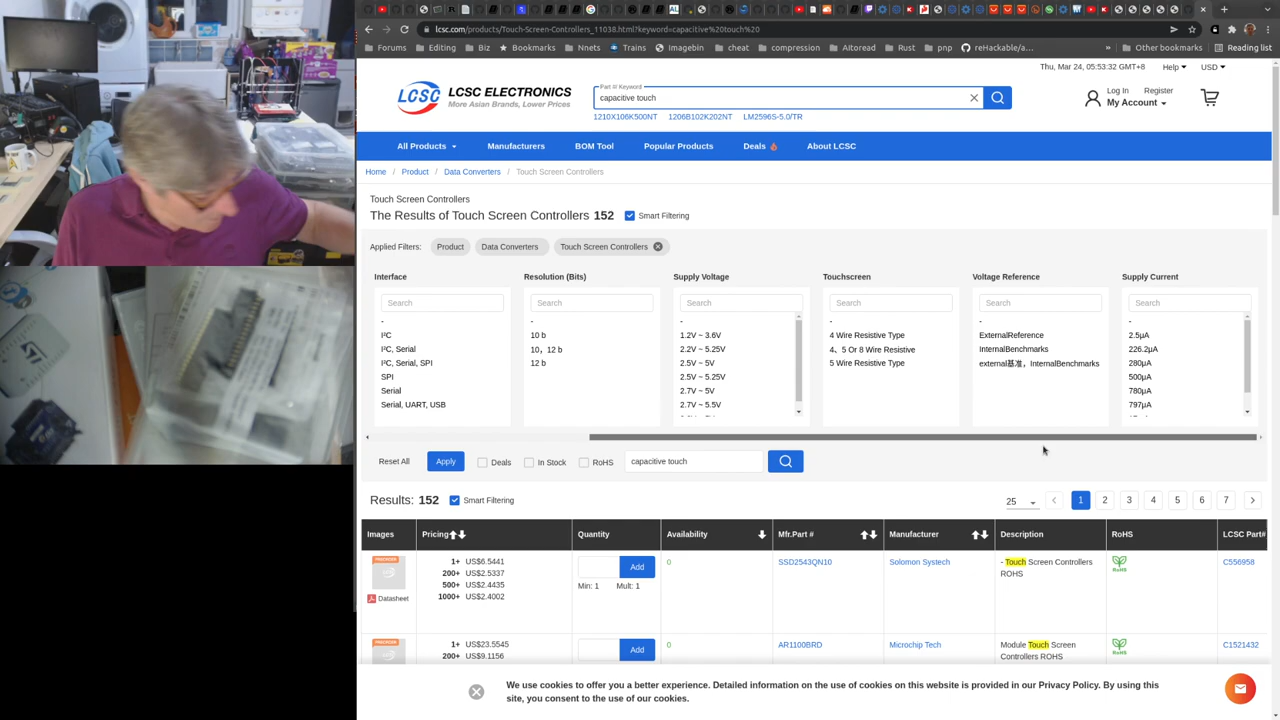 lcsc.com/products/Touch-Screen-Controllers_11038.html?keyword=capacitive%20touch%20
Forums Editing Biz Bookmarks Nnets Trains Imagebin cheat compression Aitoread Rust pnp reHackable/a... » Other bookmarks Reading list
Thu, Mar 24, 05:53:32 GMT+8 Help USD
LCSC LCSC ELECTRONICS
More Asian Brands, Lower Prices
Part #/ Keyword
capacitive touch
1210X106K500NT 1206B102K202NT LM2596S-5.0/TR
Log In Register
My Account
All Products Manufacturers BOM Tool Popular Products Deals About LCSC
Home / Product / Data Converters / Touch Screen Controllers
Touch Screen Controllers
The Results of Touch Screen Controllers 152 Smart Filtering
Applied Filters: Product Data Converters Touch Screen Controllers
Interface Resolution (Bits) Supply Voltage Touchscreen Voltage Reference Supply Current
Search Search Search Search Search Search
- - - - - -
I²C 10 b 1.2V ~ 3.6V 4 Wire Resistive Type ExternalReference 2.5μA
I²C, Serial 10，12 b 2.2V ~ 5.25V 4、5 Or 8 Wire Resistive InternalBenchmarks 226.2μA
I²C, Serial, SPI 12 b 2.5V ~ 5V 5 Wire Resistive Type external基准，InternalBenchmarks 280μA
SPI 2.5V ~ 5.25V 500μA
Serial 2.7V ~ 5V 780μA
Serial, UART, USB 2.7V ~ 5.5V 797μA
Reset All Apply Deals In Stock RoHS capacitive touch
Results: 152 Smart Filtering 25 1 2 3 4 5 6 7
Images Pricing Quantity Availability Mfr.Part # Manufacturer Description RoHS LCSC Part#
1+ US$6.5441 Add 0 SSD2543QN10 Solomon Systech - Touch Screen Controllers ROHS C556958
200+ US$2.5337
500+ US$2.4435 Min: 1 Mult: 1
1000+ US$2.4002
Datasheet
1+ US$23.5545 Add 0 AR1100BRD Microchip Tech Module Touch Screen Controllers ROHS C1521432
200+ US$9.1156
We use cookies to offer you a better experience. Detailed information on the use of cookies on this website is provided in our Privacy Policy. By using
this site, you consent to the use of our cookies.